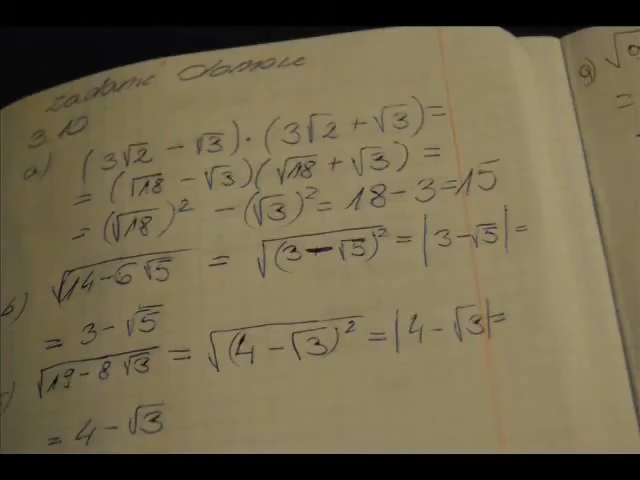 zadanie domowe
3.10
a) (3√2 - √3)·(3√2 + √3)=
= (√18 - √3)(√18 + √3) =
= (√18)² - (√3)² = 18 - 3 = 15
b) √(14-6√5) = √((3-√5)²) = |3-√5| =
= 3 - √5
√(19-8√3) = √((4-√3)²) = |4-√3| =
= 4 - √3
g)
=